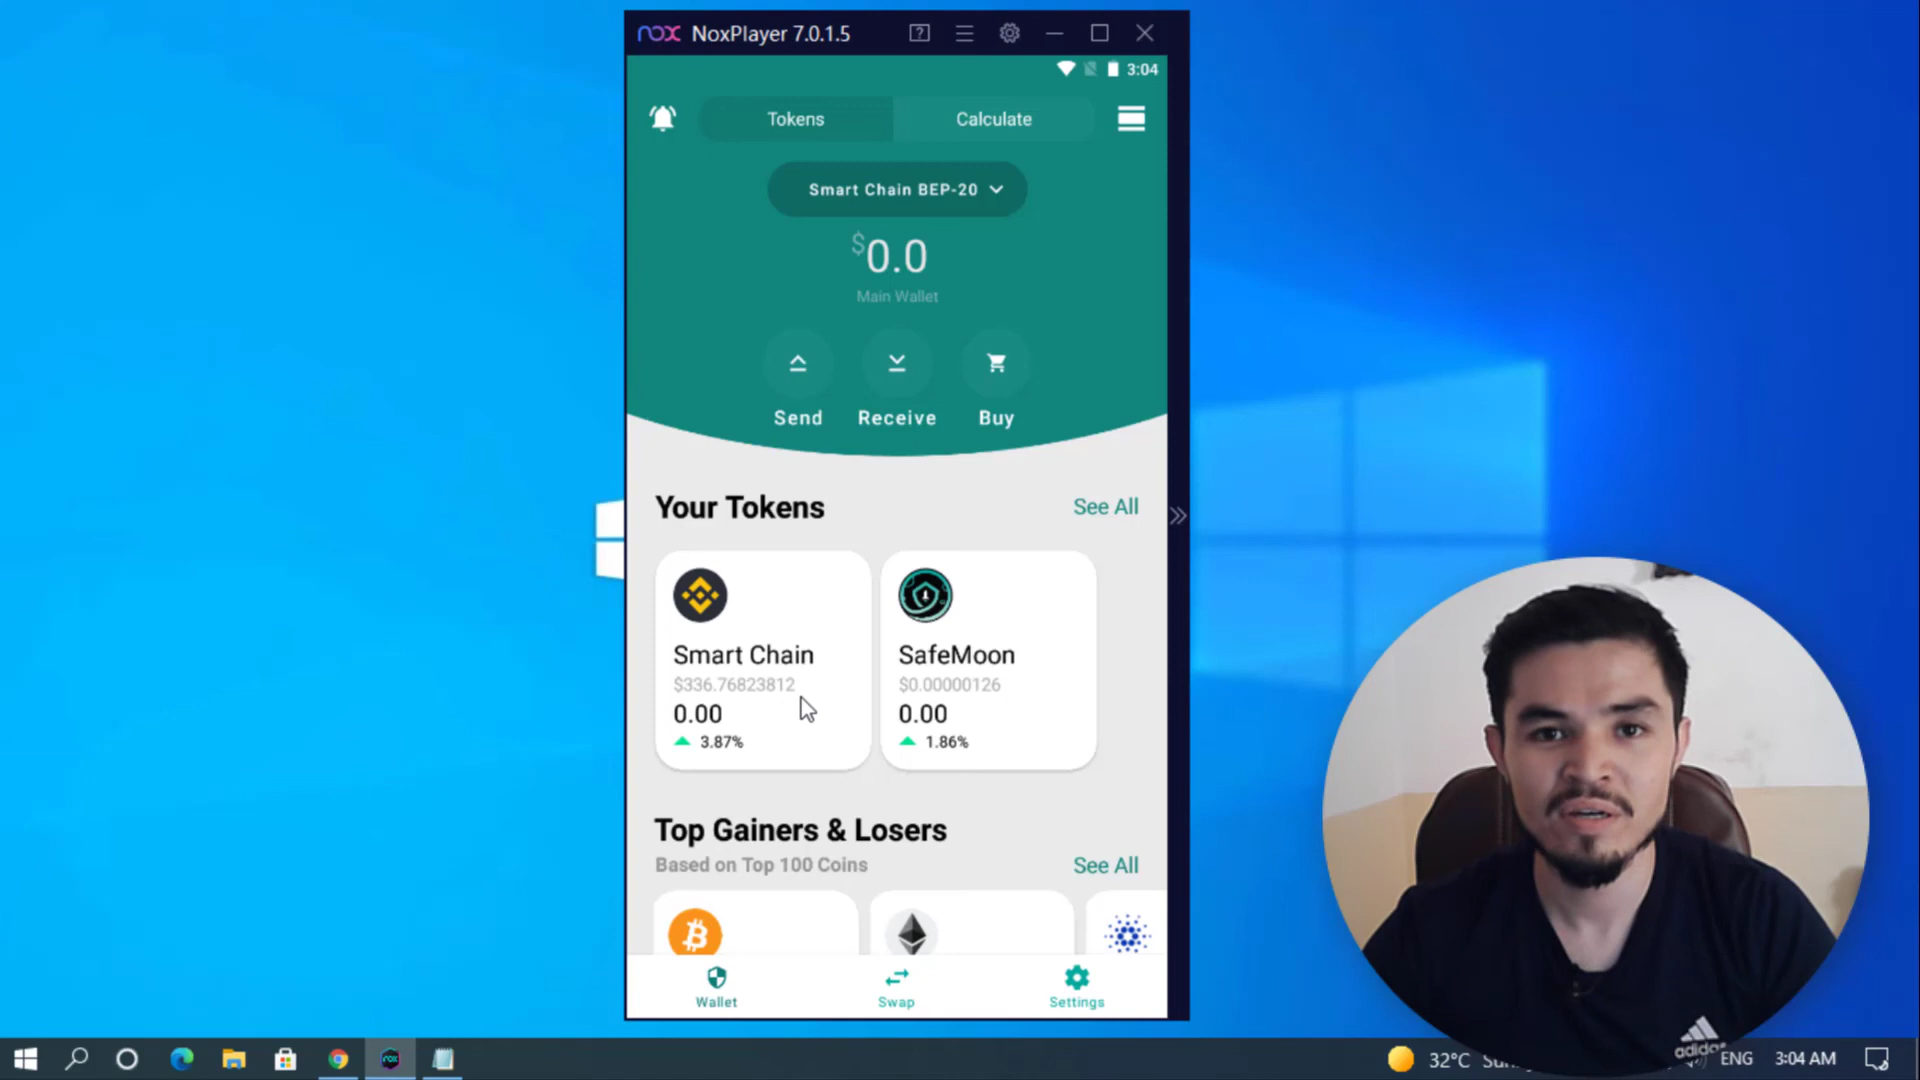 nox NoxPlayer 7.0.1.5
3:04
Tokens
Calculate
Smart Chain BEP-20
$0.0
Main Wallet
Send
Receive
Buy
Your Tokens
See All
Smart Chain
$336.76823812
0.00
3.87%
SafeMoon
$0.00000126
0.00
1.86%
Top Gainers & Losers
Based on Top 100 Coins
See All
Wallet
Swap
Settings
adidas
nox
32°C
ENG
3:04 AM